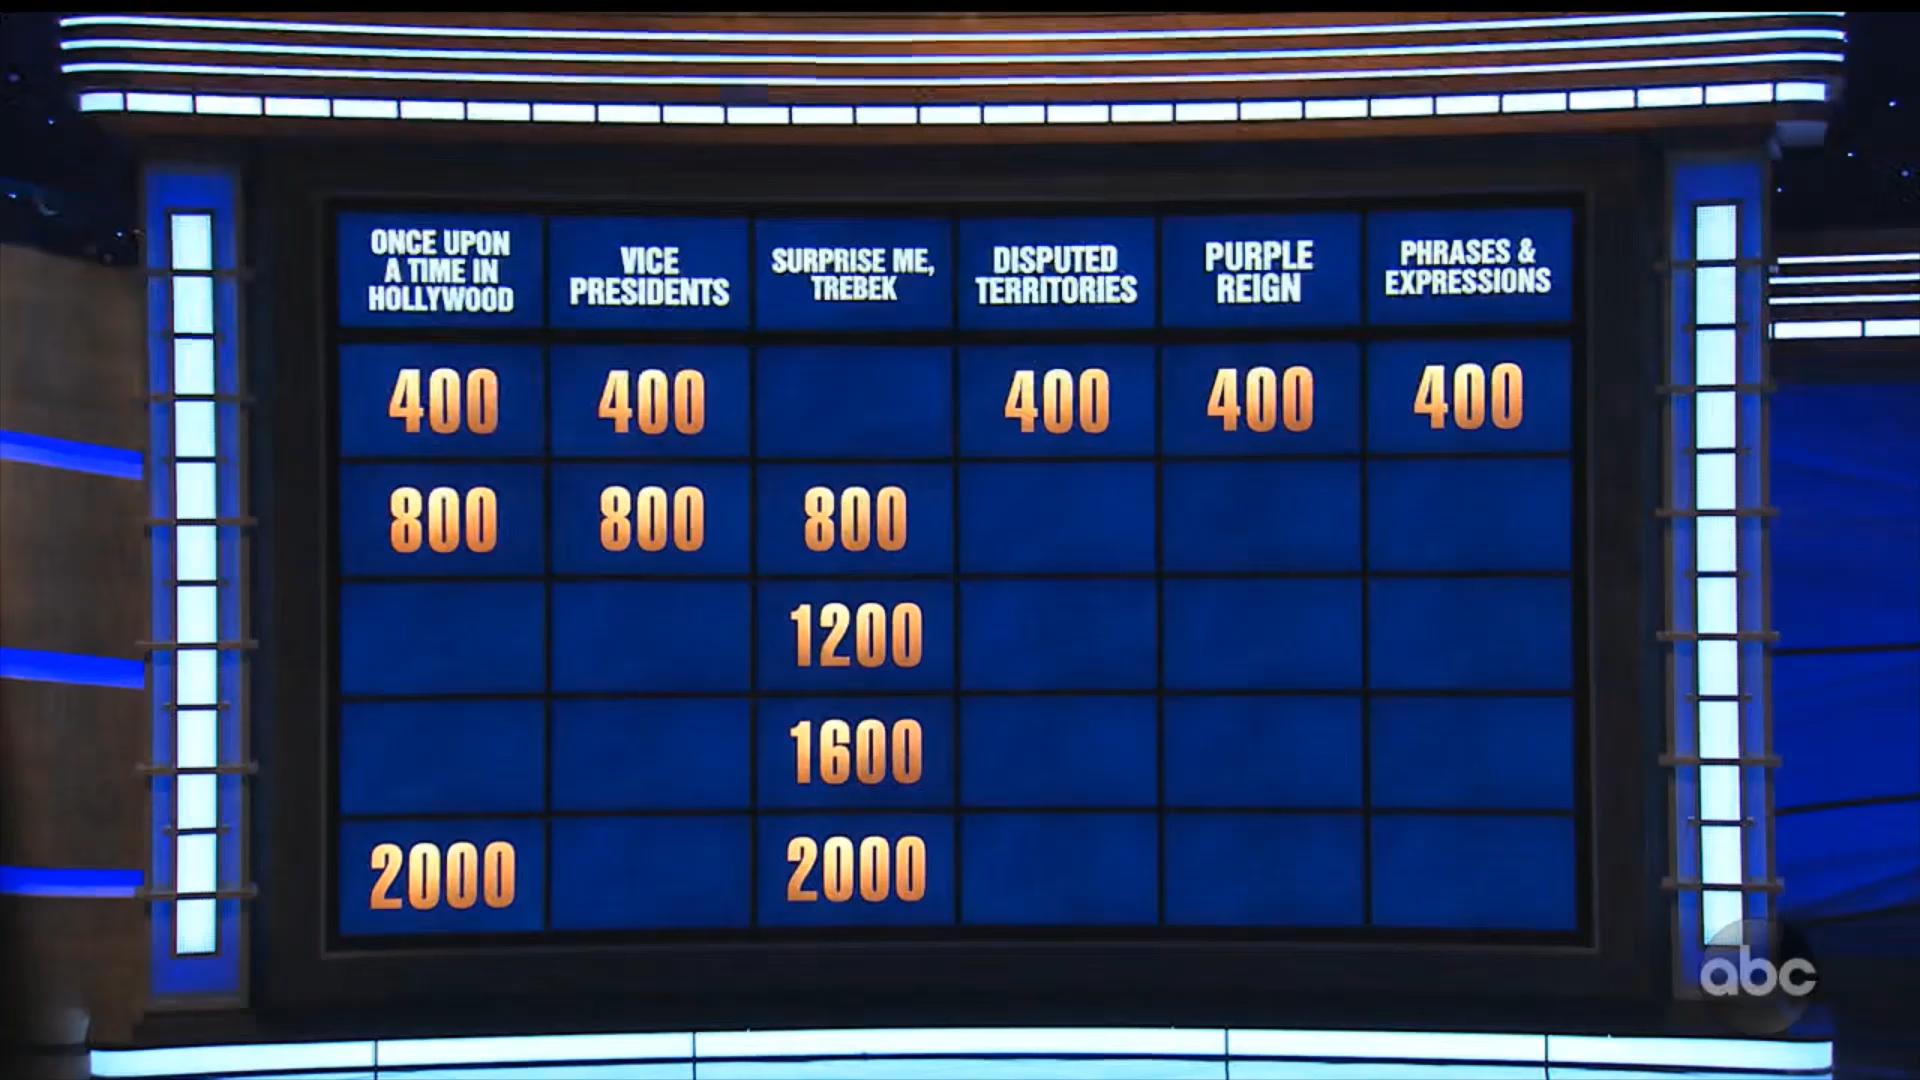 ONCE UPON
A TIME IN
HOLLYWOOD
VICE
PRESIDENTS
SURPRISE ME,
TREBEK
DISPUTED
TERRITORIES
PURPLE
REIGN
PHRASES &
EXPRESSIONS
400 400 400 400 400
800 800 800
1200
1600
2000 2000
abc